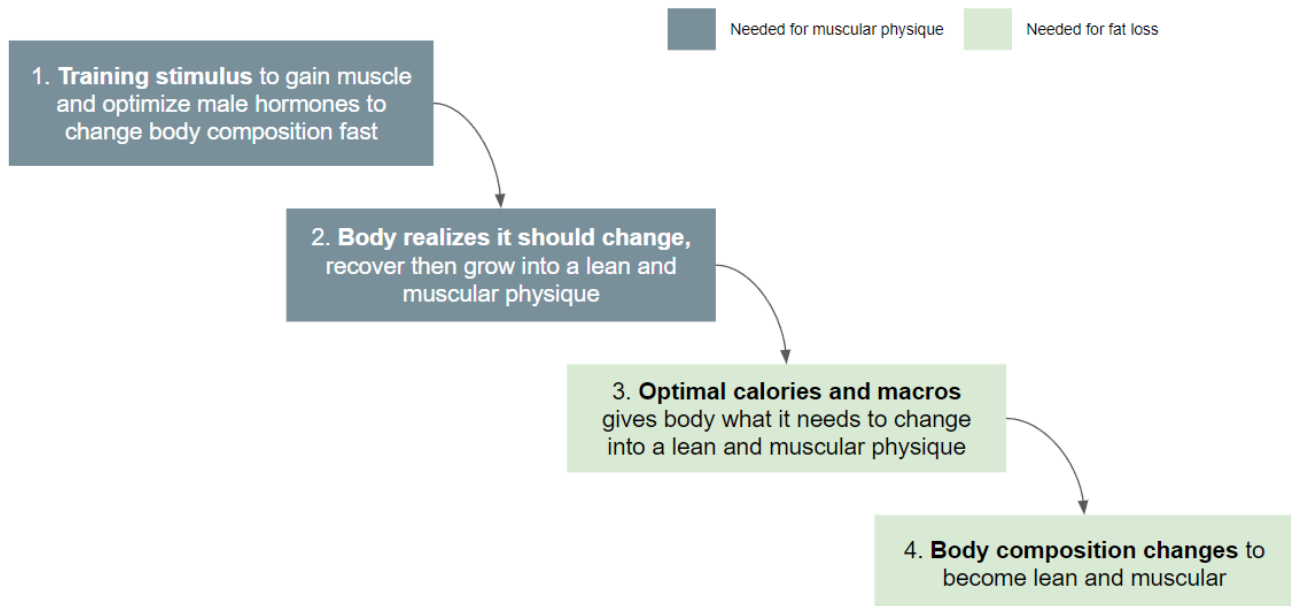 Needed for muscular physique
Needed for fat loss
1. Training stimulus to gain muscle
and optimize male hormones to
change body composition fast
2. Body realizes it should change,
recover then grow into a lean and
muscular physique
3. Optimal calories and macros
gives body what it needs to change
into a lean and muscular physique
4. Body composition changes to
become lean and muscular